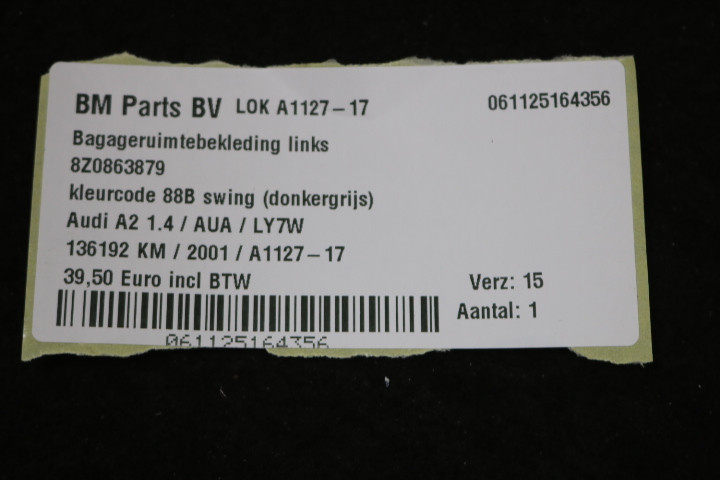 BM Parts BV LOK A1127-17 061125164356
Bagageruimtebekleding links
8Z0863879
kleurcode 88B swing (donkergrijs)
Audi A2 1.4 / AUA / LY7W
136192 KM / 2001 / A1127-17
39,50 Euro incl BTW Verz: 15
Aantal: 1
061125164356